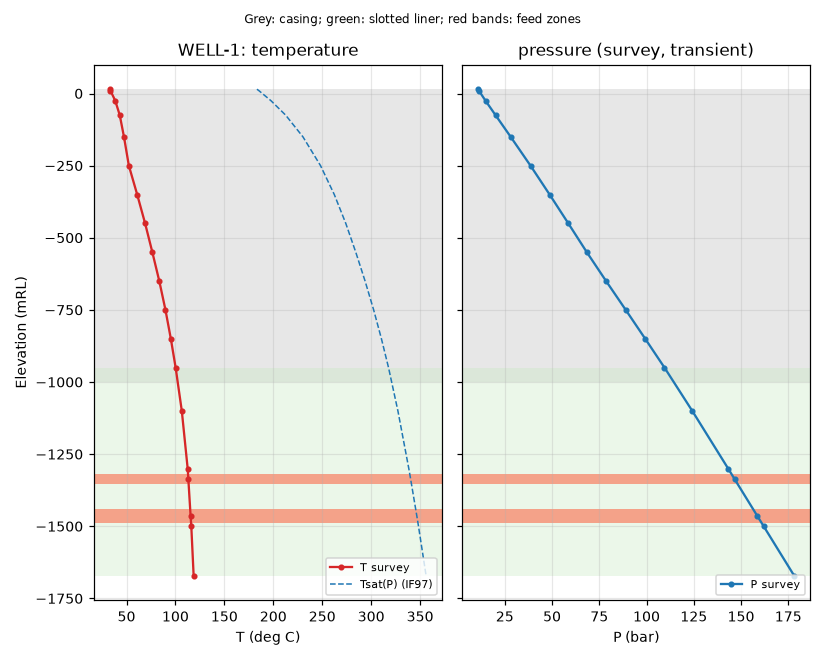 Grey: casing; green: slotted liner; red bands: feed zones
WELL-1: temperature
pressure (survey, transient)
0
−250
−500
−750
−1000
−1250
−1500
−1750
Elevation (mRL)
50
100
150
200
250
300
350
T (deg C)
T survey
Tsat(P) (IF97)
25
50
75
100
125
150
175
P (bar)
P survey